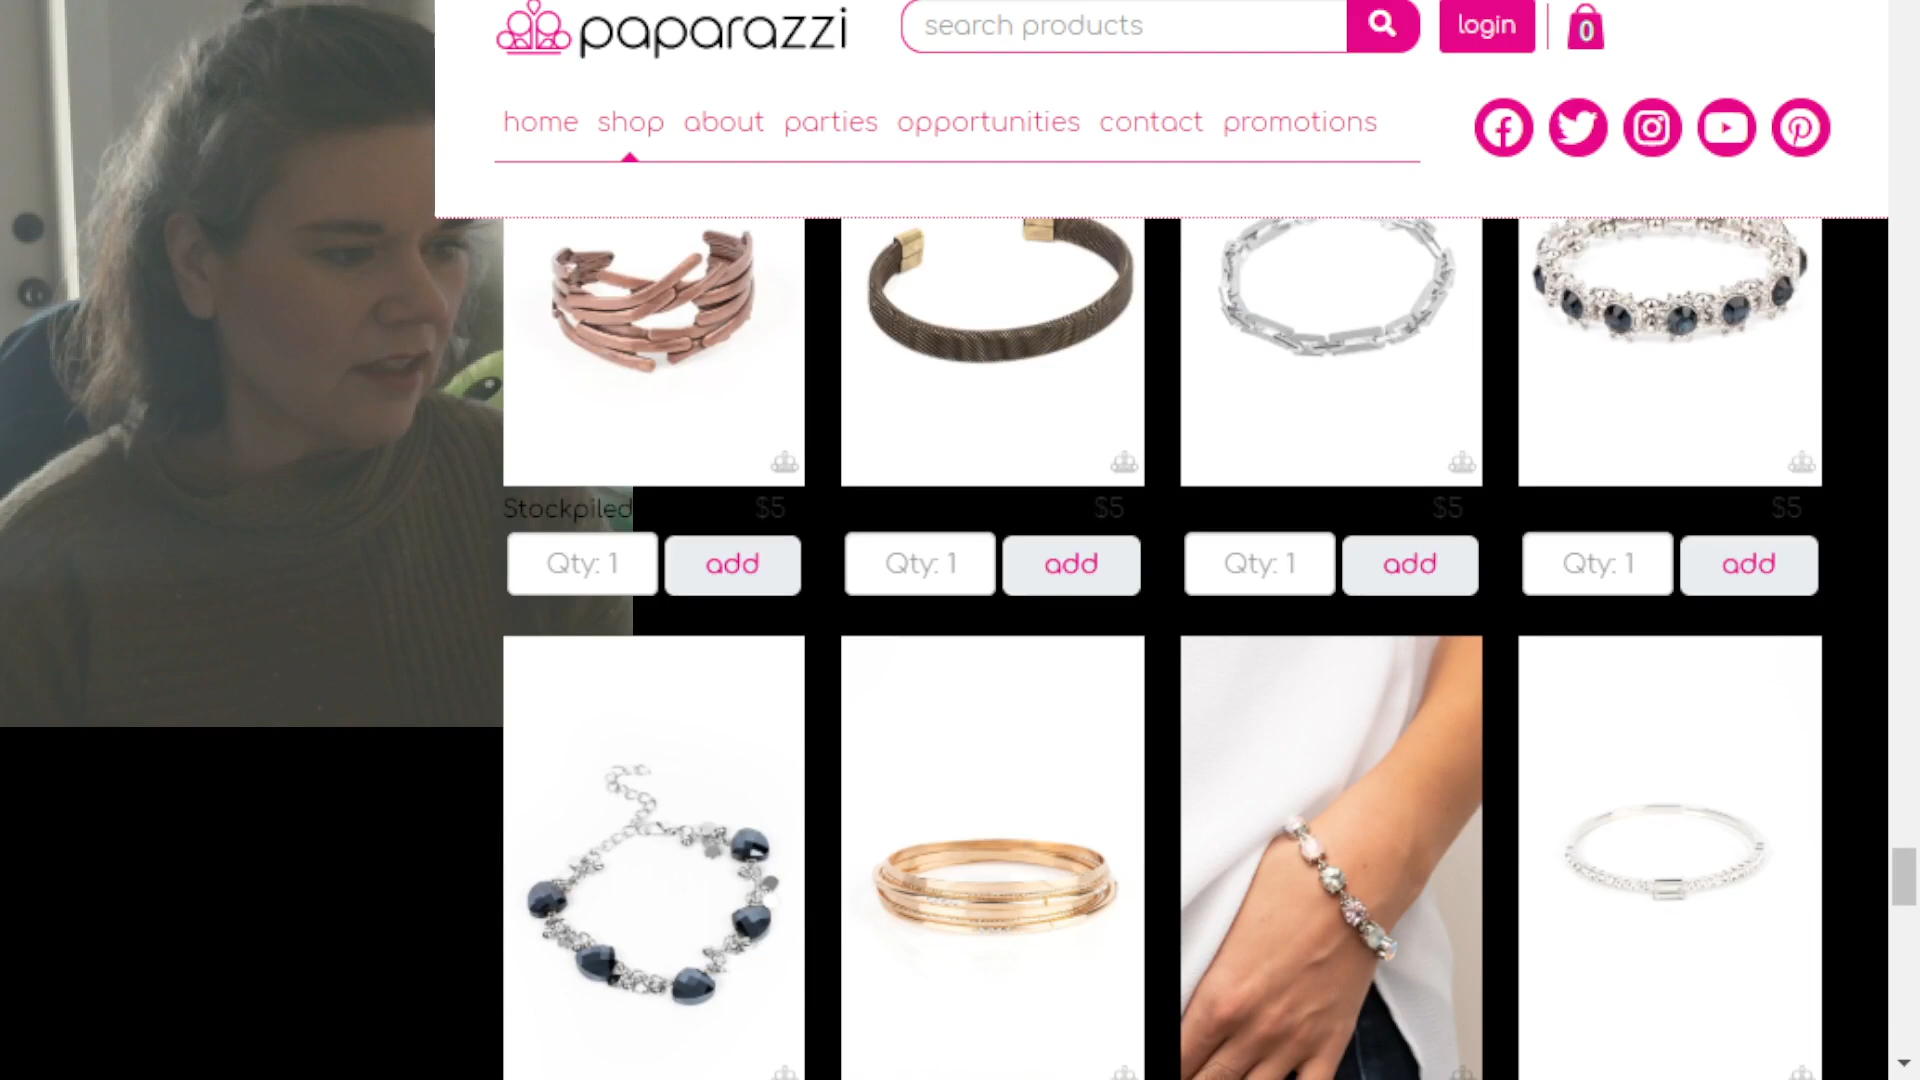 paparazzi
search products
login
0
home shop about parties opportunities contact promotions
Stockpiled $5 $5 $5 $5
Qty: 1 add Qty: 1 add Qty: 1 add Qty: 1 add